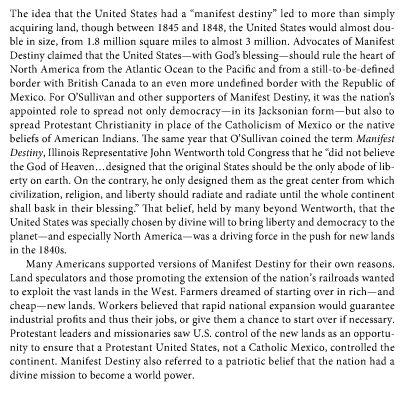 The idea that the United States had a “manifest destiny” led to more than simply
acquiring land, though between 1845 and 1848, the United States would almost dou-
ble in size, from 1.8 million square miles to almost 3 million. Advocates of Manifest
Destiny claimed that the United States—with God’s blessing—should rule the heart of
North America from the Atlantic Ocean to the Pacific and from a still-to-be-defined
border with British Canada to an even more undefined border with the Republic of
Mexico. For O’Sullivan and other supporters of Manifest Destiny, it was the nation’s
appointed role to spread not only democracy—in its Jacksonian form—but also to
spread Protestant Christianity in place of the Catholicism of Mexico or the native
beliefs of American Indians. The same year that O’Sullivan coined the term Manifest
Destiny, Illinois Representative John Wentworth told Congress that he “did not believe
the God of Heaven…designed that the original States should be the only abode of lib-
erty on earth. On the contrary, he only designed them as the great center from which
civilization, religion, and liberty should radiate and radiate until the whole continent
shall bask in their blessing.” That belief, held by many beyond Wentworth, that the
United States was specially chosen by divine will to bring liberty and democracy to the
planet—and especially North America—was a driving force in the push for new lands
in the 1840s.
Many Americans supported versions of Manifest Destiny for their own reasons.
Land speculators and those promoting the extension of the nation’s railroads wanted
to exploit the vast lands in the West. Farmers dreamed of starting over in rich—and
cheap—new lands. Workers believed that rapid national expansion would guarantee
industrial profits and thus their jobs, or give them a chance to start over if necessary.
Protestant leaders and missionaries saw U.S. control of the new lands as an opportu-
nity to ensure that a Protestant United States, not a Catholic Mexico, controlled the
continent. Manifest Destiny also referred to a patriotic belief that the nation had a
divine mission to become a world power.